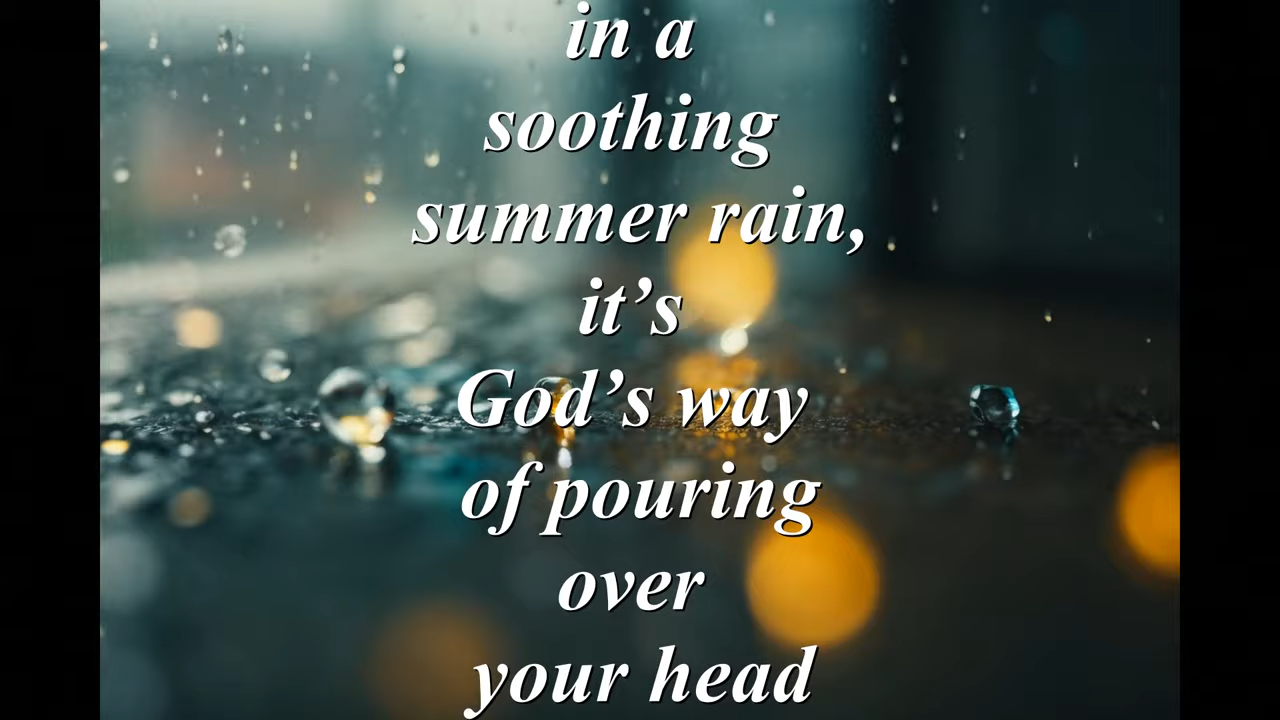 in a
soothing
summer rain,
it’s
God’s way
of pouring
over
your head